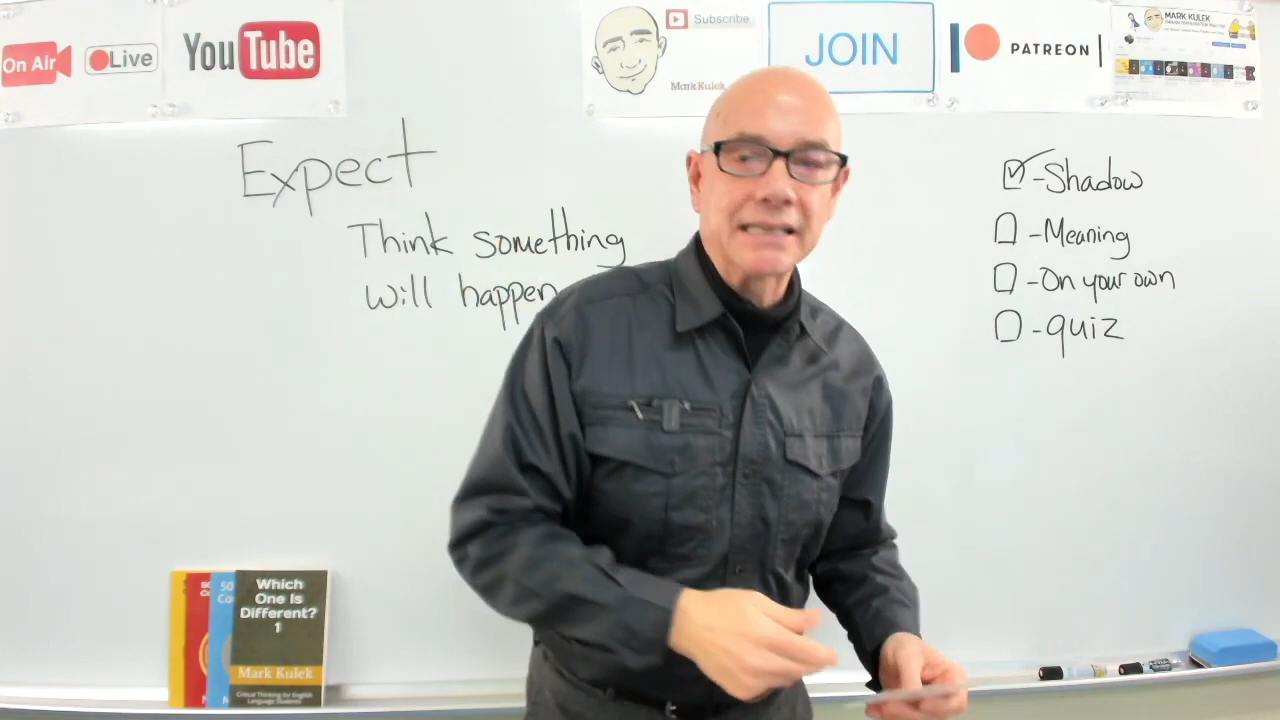 On Air
Live
YouTube
Subscribe
Mark Kulek
JOIN
PATREON
MARK KULEK
Expect
Think something
will happen
-Shadow
-Meaning
-On your own
-quiz
Which
One Is
Different?
1
Mark Kulek
Critical Thinking for English
Language Students